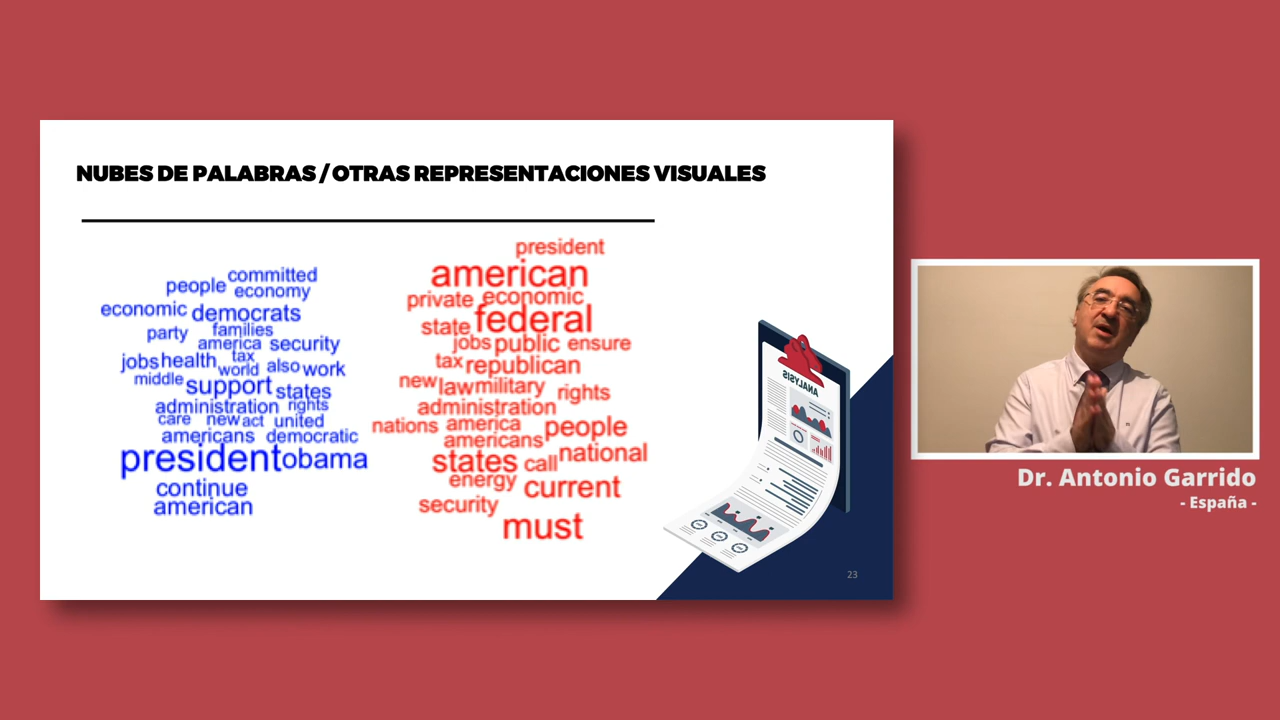 NUBES DE PALABRAS / OTRAS REPRESENTACIONES VISUALES
committed
people
economy
economic democrats
party families
america security
jobs health tax also work
world
middle support states
administration rights
care new act united
americans democratic
president obama
continue
american
president
american
private economic
federal
state
jobs public ensure
tax republican
new law military rights
administration
nations america people
americans
states call national
energy current
security
must
ANALYSIS
23
Dr. Antonio Garrido
- España -